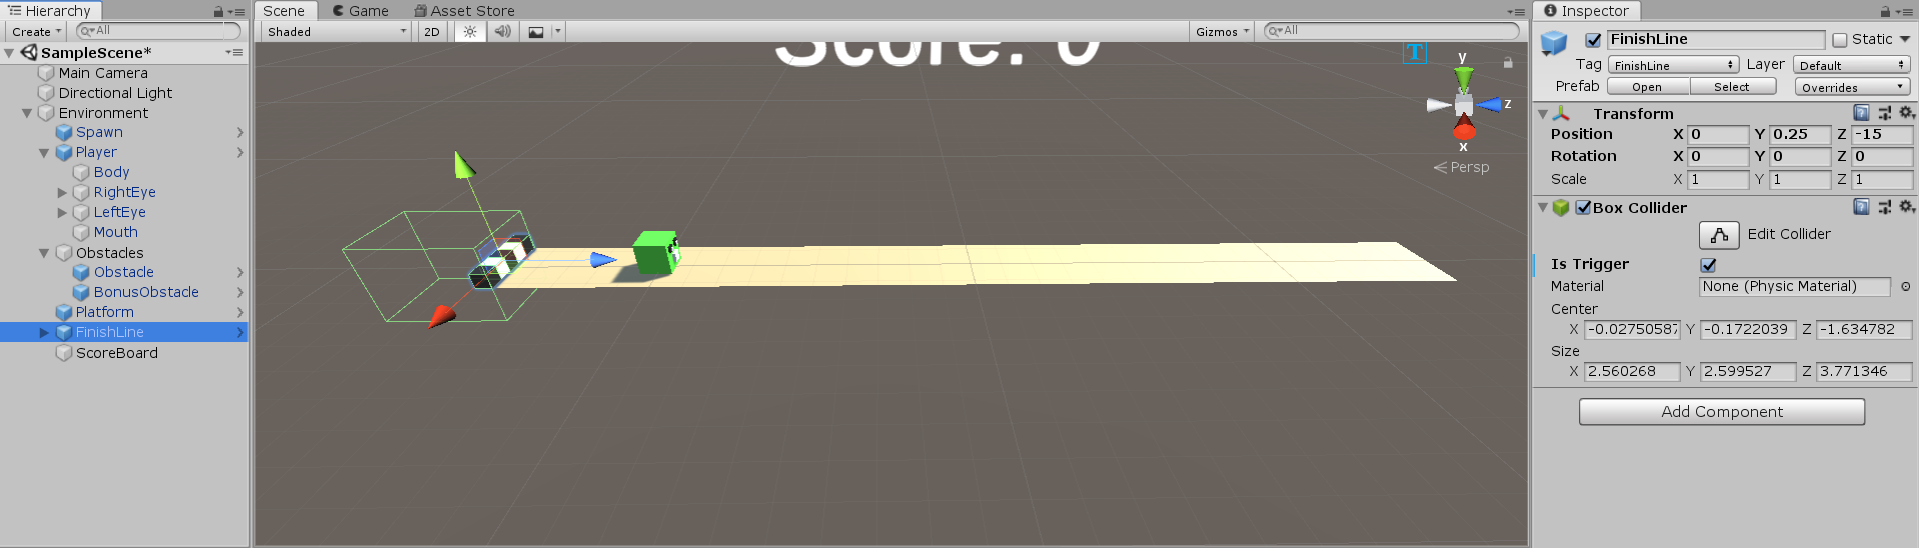 Hierarchy
Create
All
SampleScene*
Main Camera
Directional Light
Environment
Spawn
Player
Body
RightEye
LeftEye
Mouth
Obstacles
Obstacle
BonusObstacle
Platform
FinishLine
ScoreBoard
Scene Game Asset Store
Shaded 2D Gizmos All
Score: 0
T
y
z
x
Persp
Inspector
FinishLine Static
Tag FinishLine Layer Default
Prefab Open Select Overrides
Transform
Position X 0 Y 0.25 Z -15
Rotation X 0 Y 0 Z 0
Scale X 1 Y 1 Z 1
Box Collider
Edit Collider
Is Trigger
Material None (Physic Material)
Center
X -0.02750587 Y -0.1722039 Z -1.634782
Size
X 2.560268 Y 2.599527 Z 3.771346
Add Component